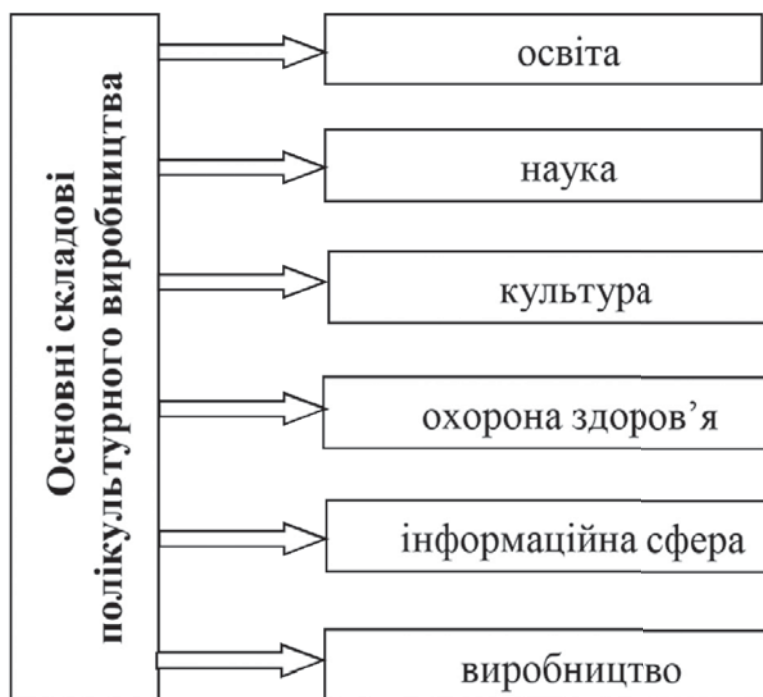 Основні складові
полікультурного виробництва
освіта
наука
культура
охорона здоров’я
інформаційна сфера
виробництво